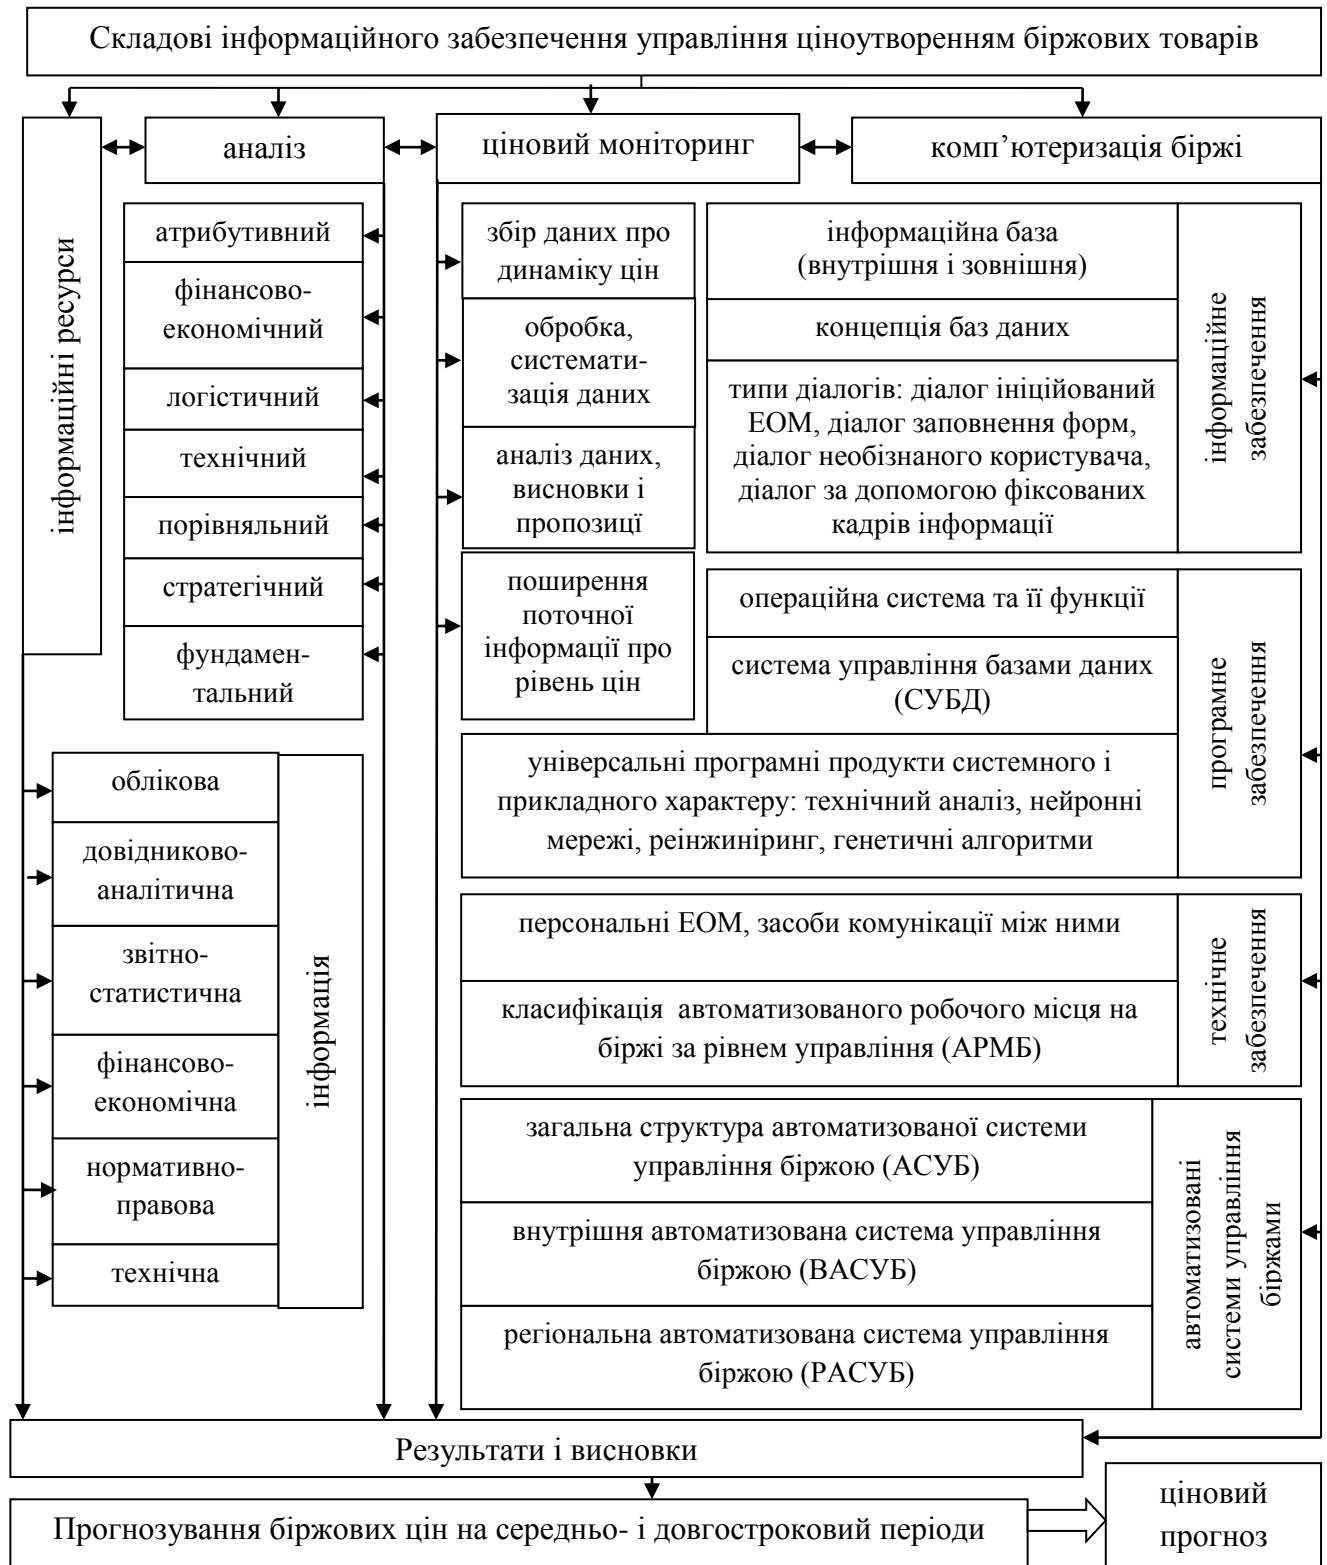 Складові інформаційного забезпечення управління ціноутворенням біржових товарів
інформаційні ресурси
аналіз
ціновий моніторинг
комп’ютеризація біржі
атрибутивний
фінансово-
економічний
логістичний
технічний
порівняльний
стратегічний
фундамен-
тальний
збір даних про
динаміку цін
обробка,
системати-
зація даних
аналіз даних,
висновки і
пропозиції
поширення
поточної
інформації про
рівень цін
інформаційна база
(внутрішня і зовнішня)
концепція баз даних
типи діалогів: діалог ініційований
ЕОМ, діалог заповнення форм,
діалог необізнаного користувача,
діалог за допомогою фіксованих
кадрів інформації
інформаційне
забезпечення
операційна система та її функції
система управління базами даних
(СУБД)
універсальні програмні продукти системного і
прикладного характеру: технічний аналіз, нейронні
мережі, реінжиніринг, генетичні алгоритми
програмне
забезпечення
персональні ЕОМ, засоби комунікації між ними
класифікація автоматизованого робочого місця на
біржі за рівнем управління (АРМБ)
технічне
забезпечення
загальна структура автоматизованої системи
управління біржою (АСУБ)
внутрішня автоматизована система управління
біржою (ВАСУБ)
регіональна автоматизована система управління
біржою (РАСУБ)
автоматизовані
системи управління
біржами
облікова
довідниково-
аналітична
звітно-
статистична
фінансово-
економічна
нормативно-
правова
технічна
інформація
Результати і висновки
Прогнозування біржових цін на середньо- і довгостроковий періоди
ціновий
прогноз